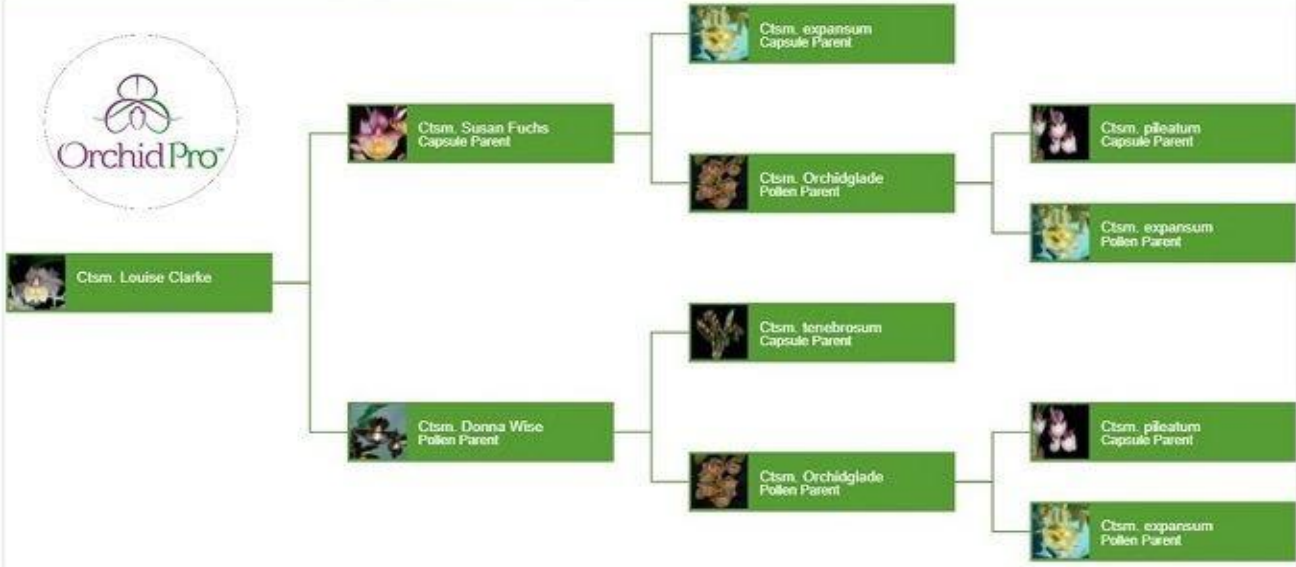 OrchidPro™
Ctsm. Louise Clarke
Ctsm. Susan Fuchs
Capsule Parent
Ctsm. expansum
Capsule Parent
Ctsm. Orchidglade
Pollen Parent
Ctsm. pileatum
Capsule Parent
Ctsm. expansum
Pollen Parent
Ctsm. Donna Wise
Pollen Parent
Ctsm. tenebrosum
Capsule Parent
Ctsm. Orchidglade
Pollen Parent
Ctsm. pileatum
Capsule Parent
Ctsm. expansum
Pollen Parent